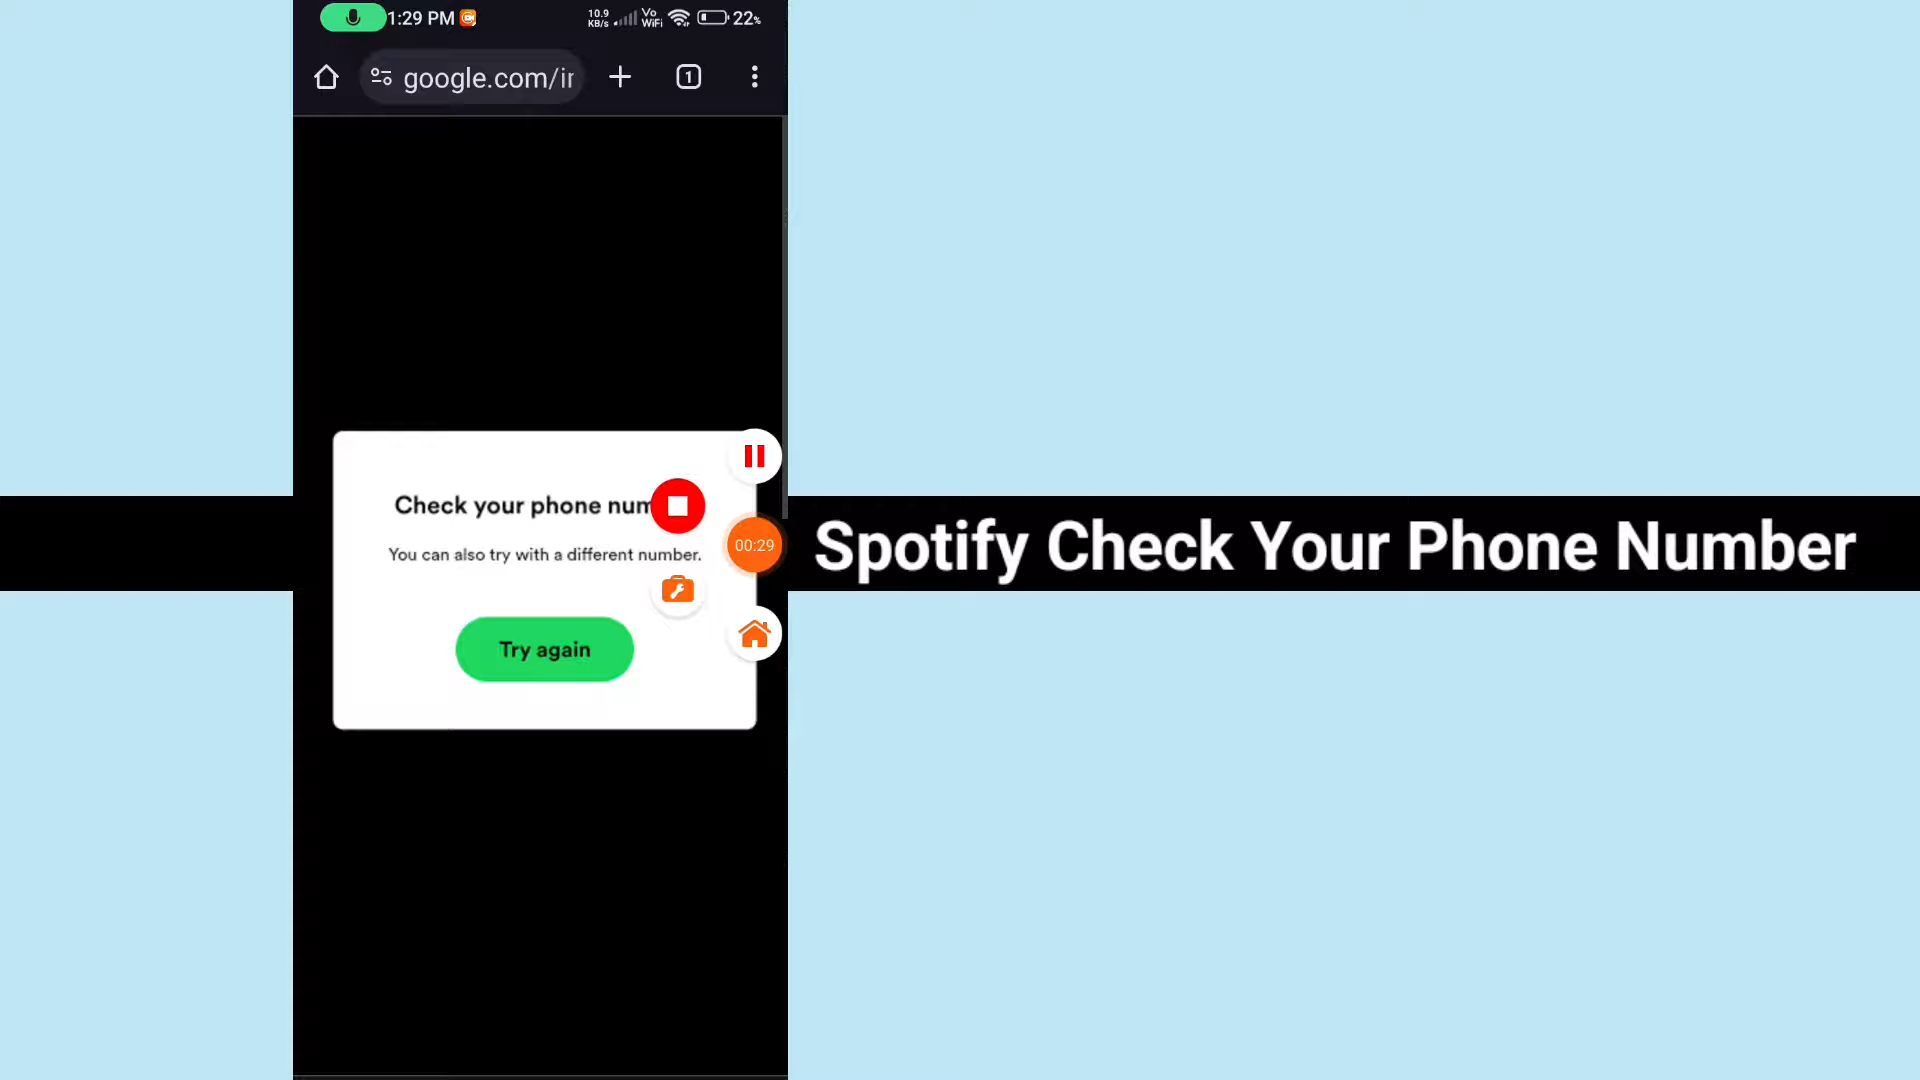 1:29 PM
10.9
KB/s
Vo
WiFi
22%
google.com/i
1
Check your phone num
You can also try with a different number.
00:29
Try again
Spotify Check Your Phone Number